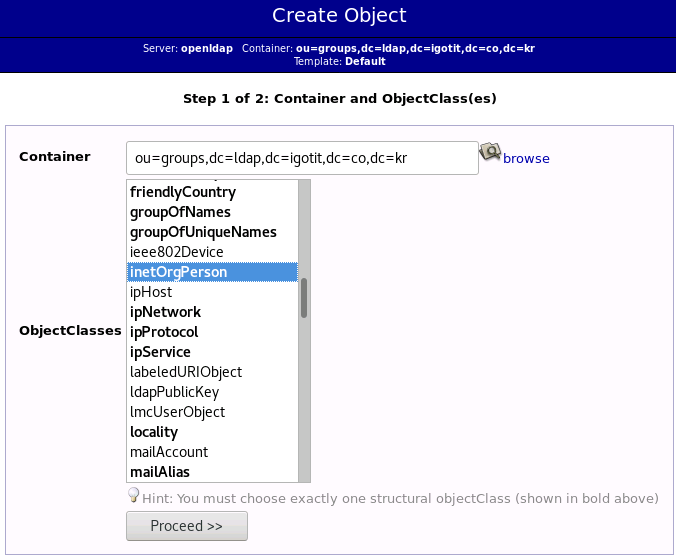 Create Object
Server: openldap Container: ou=groups,dc=ldap,dc=igotit,dc=co,dc=kr
Template: Default
Step 1 of 2: Container and ObjectClass(es)
Container
ou=groups,dc=ldap,dc=igotit,dc=co,dc=kr
browse
ObjectClasses
friendlyCountry
groupOfNames
groupOfUniqueNames
ieee802Device
inetOrgPerson
ipHost
ipNetwork
ipProtocol
ipService
labeledURIObject
ldapPublicKey
lmcUserObject
locality
mailAccount
mailAlias
Hint: You must choose exactly one structural objectClass (shown in bold above)
Proceed >>